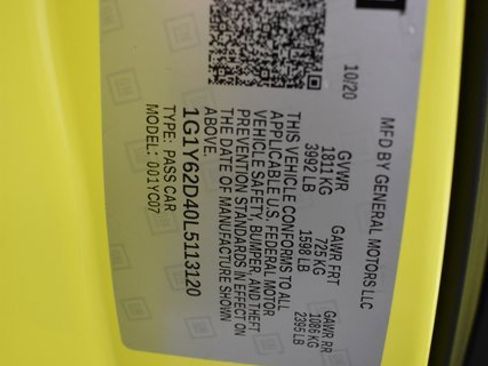 MFD BY GENERAL MOTORS LLC
10/20 GVWR GAWR FRT GAWR RR
1811 KG 725 KG 1086 KG
3992 LB 1598 LB 2395 LB
THIS VEHICLE CONFORMS TO ALL
APPLICABLE U.S. FEDERAL MOTOR
VEHICLE SAFETY, BUMPER, AND THEFT
PREVENTION STANDARDS IN EFFECT ON
THE DATE OF MANUFACTURE SHOWN
ABOVE.
1G1Y62D40L5113120
TYPE: PASS CAR
MODEL: 001YC07